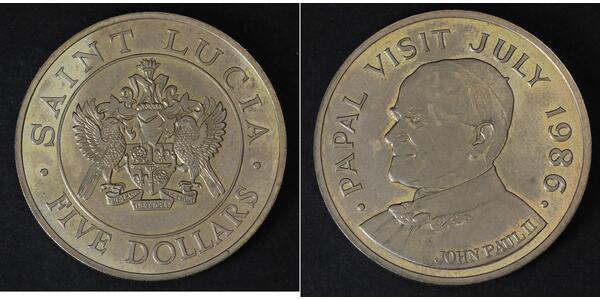 SAINT LUCIA
FIVE DOLLARS
PAPAL VISIT JULY 1986
JOHN PAUL II